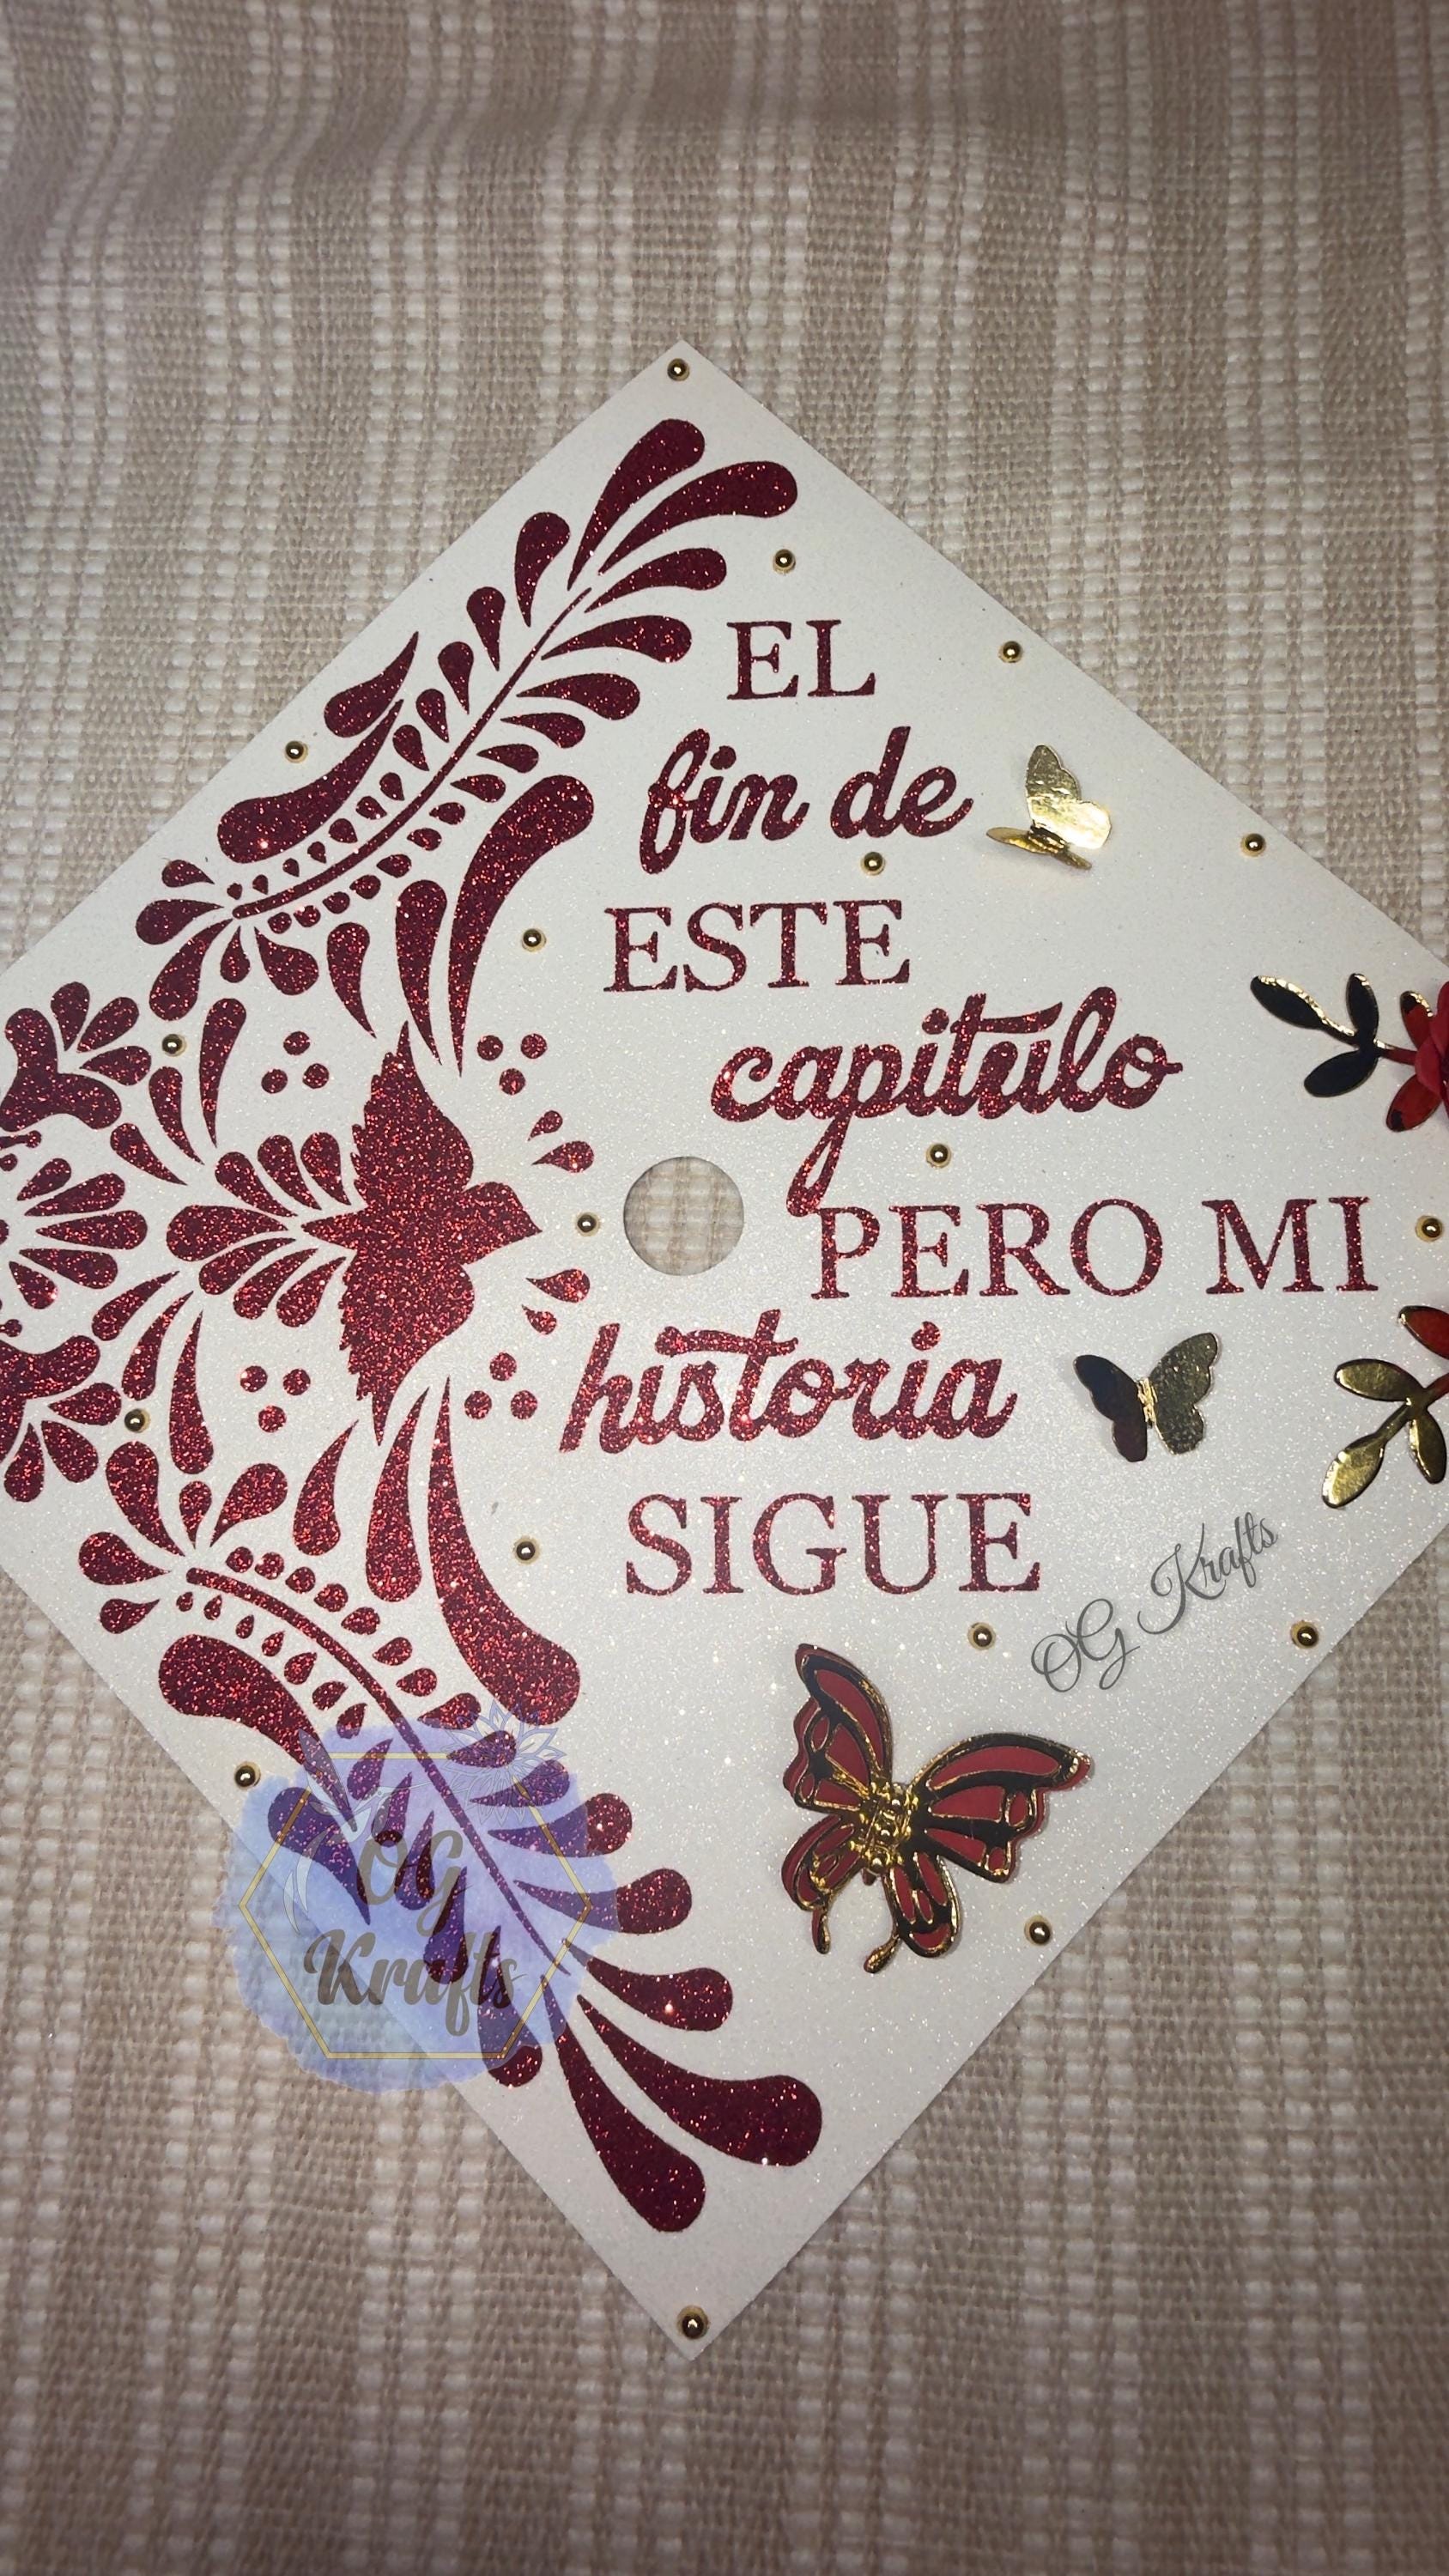 EL
fin de
ESTE
capitulo
PERO MI
historia
SIGUE
OG Krafts
OG
Krafts